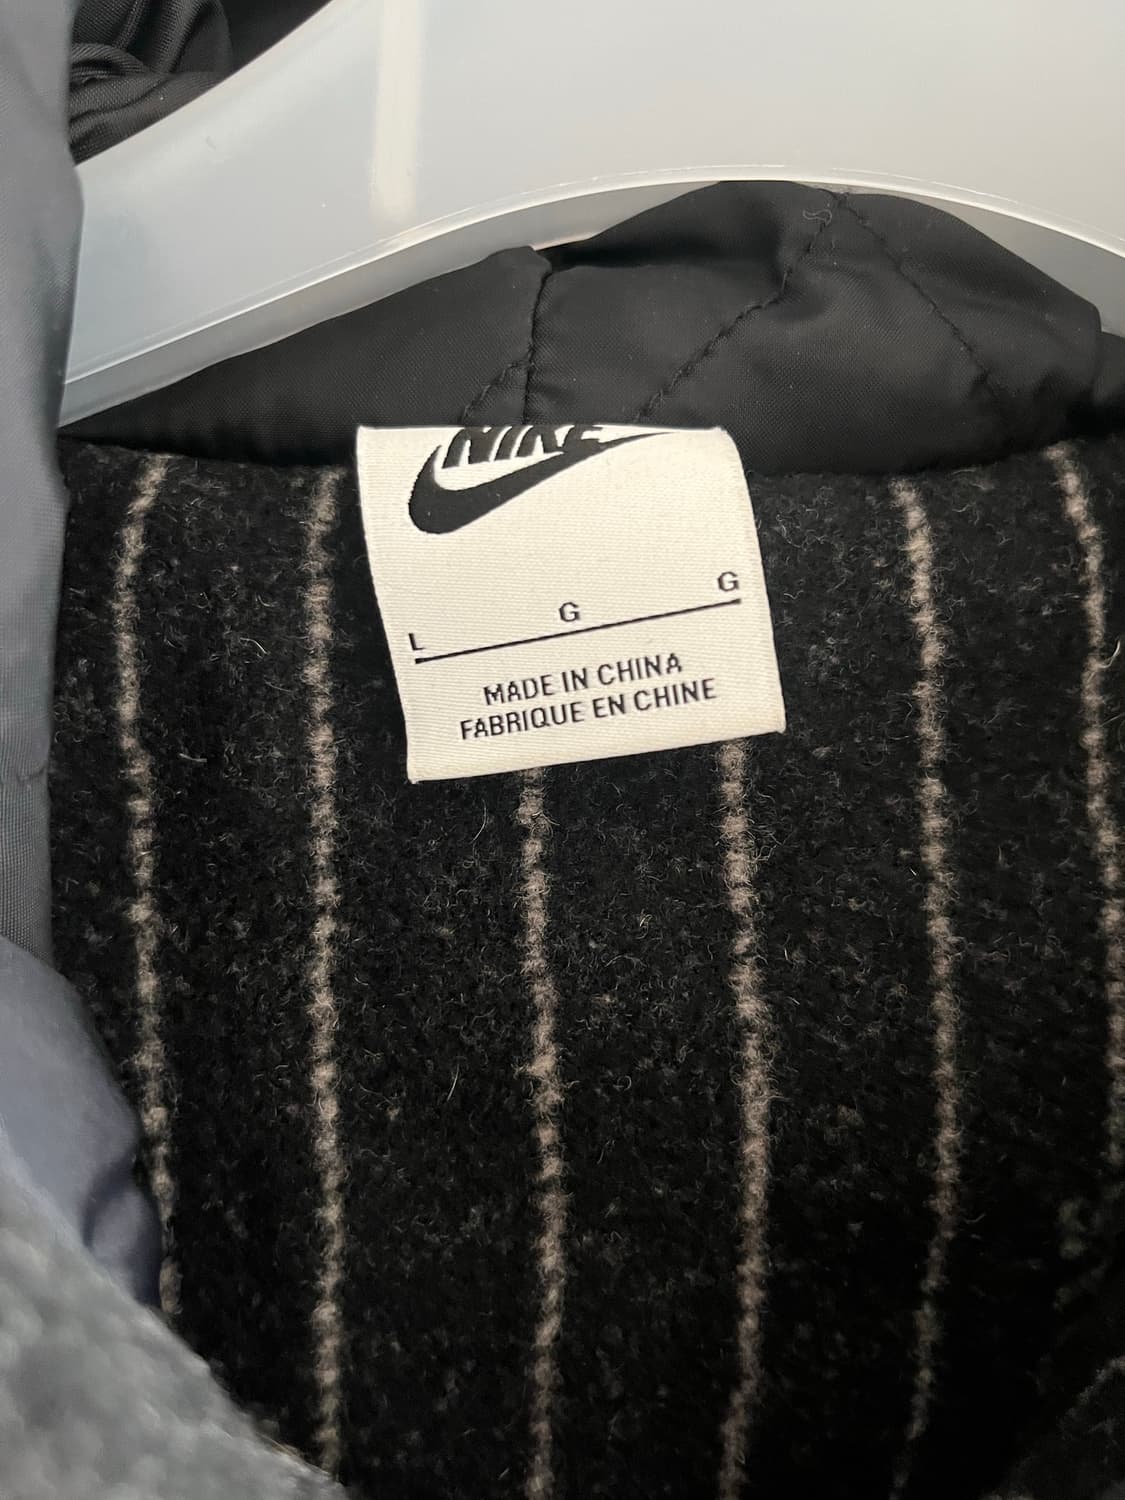 NIKE
L G G
MADE IN CHINA
FABRIQUE EN CHINE